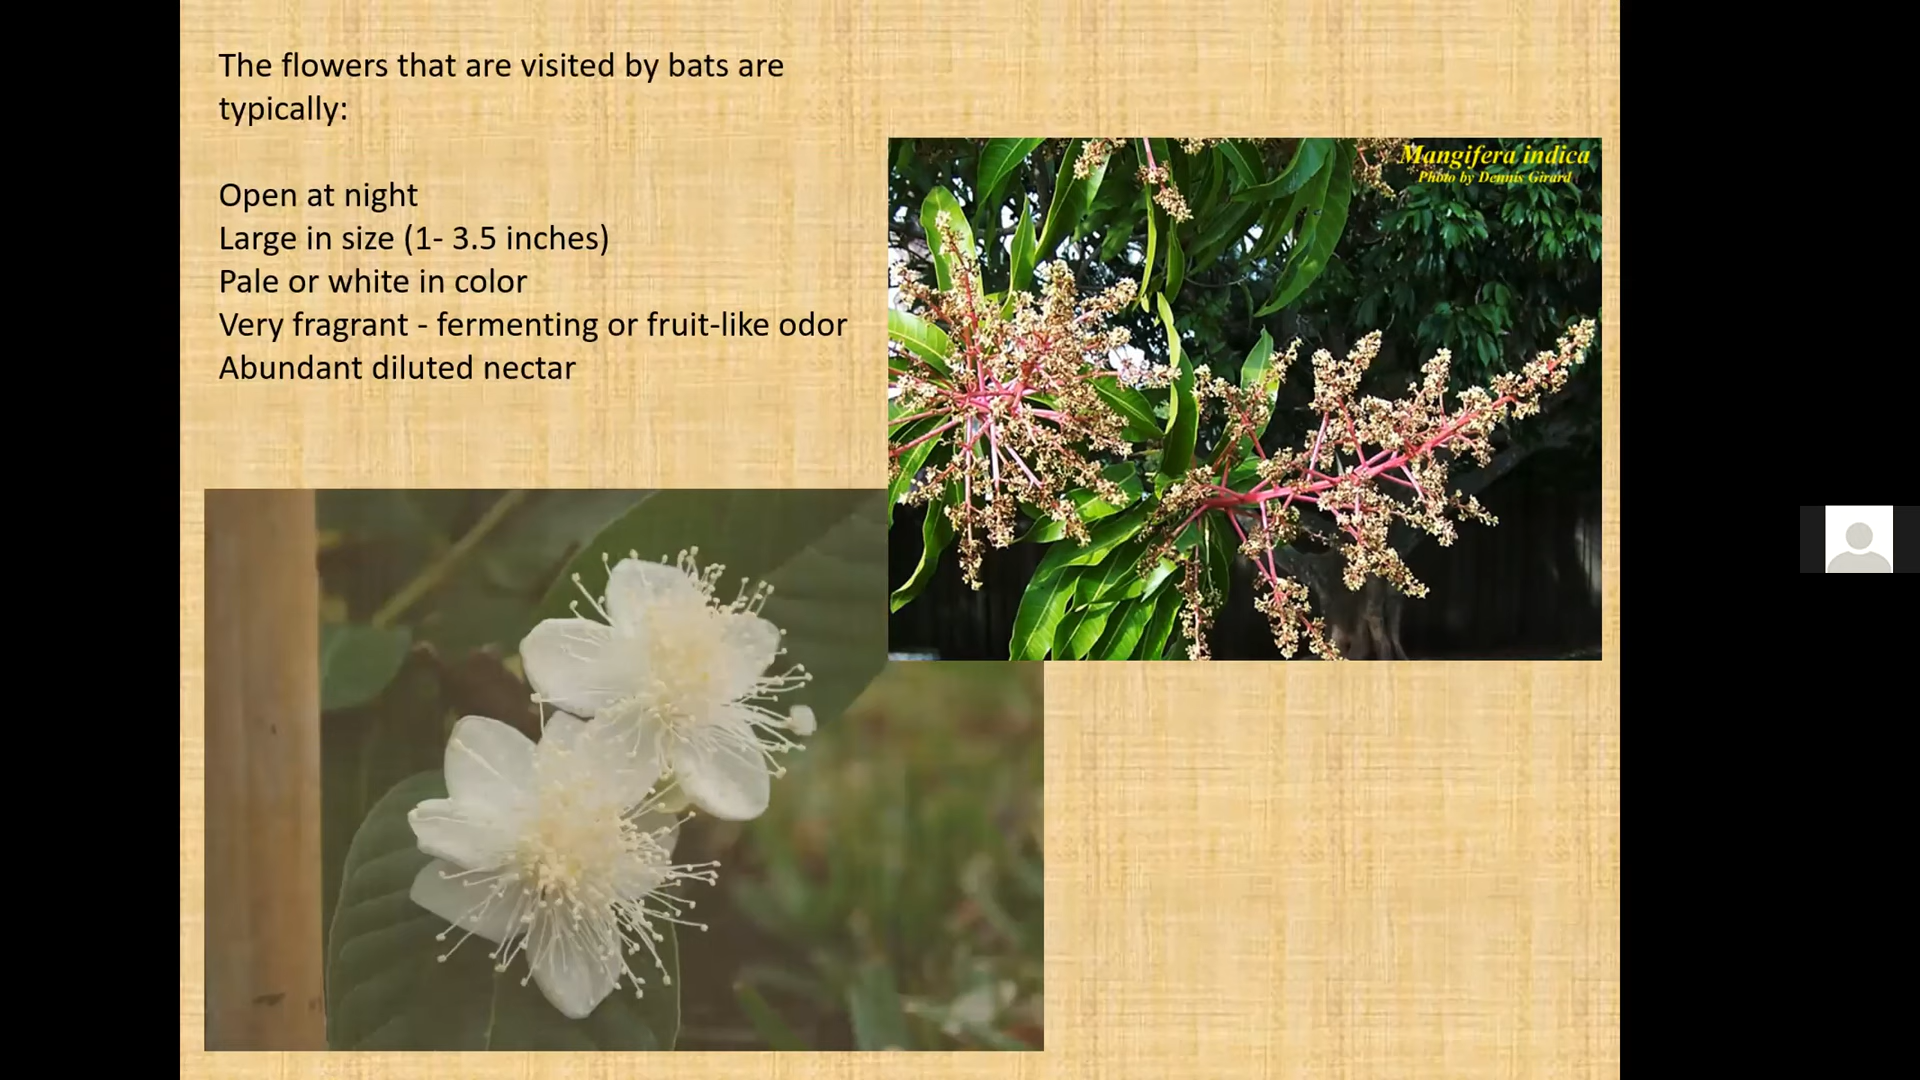 The flowers that are visited by bats are
typically:
Open at night
Large in size (1- 3.5 inches)
Pale or white in color
Very fragrant - fermenting or fruit-like odor
Abundant diluted nectar
Mangifera indica
Photo by Dennis Girard